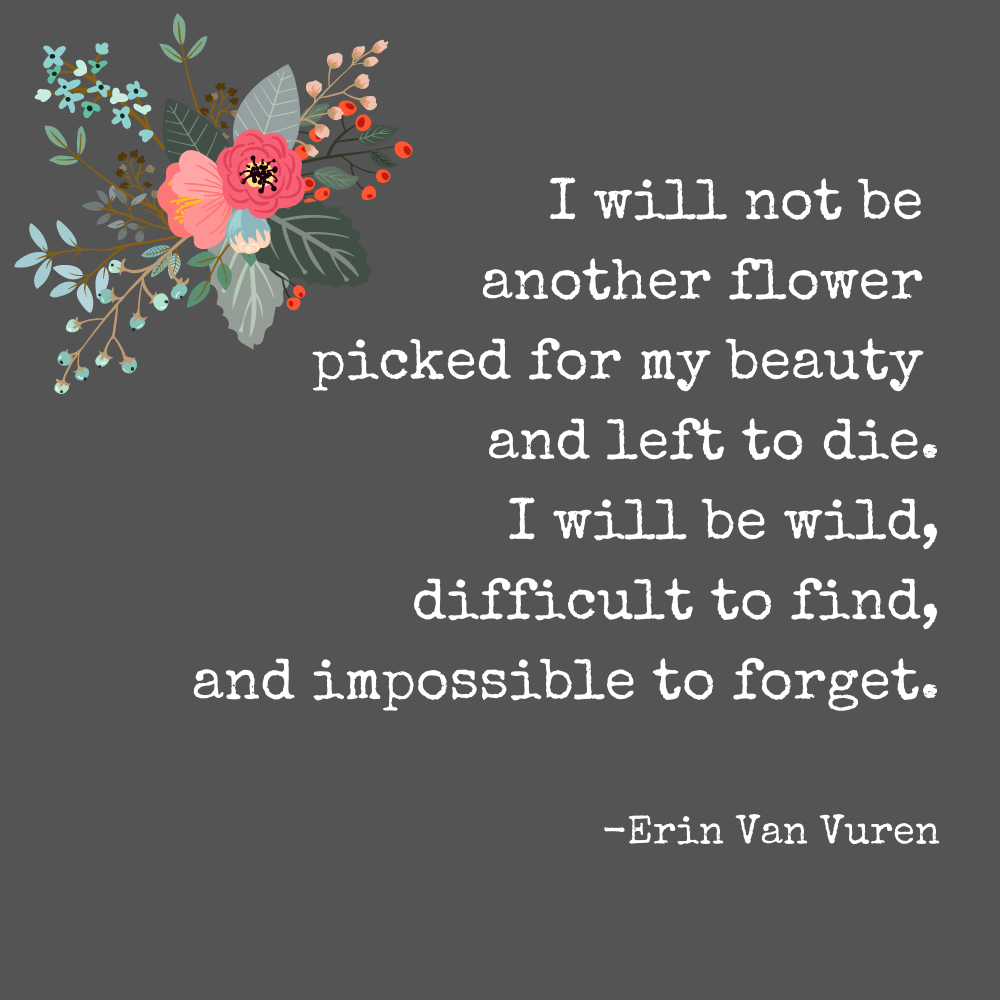 I will not be
another flower
picked for my beauty
and left to die.
I will be wild,
difficult to find,
and impossible to forget.
-Erin Van Vuren